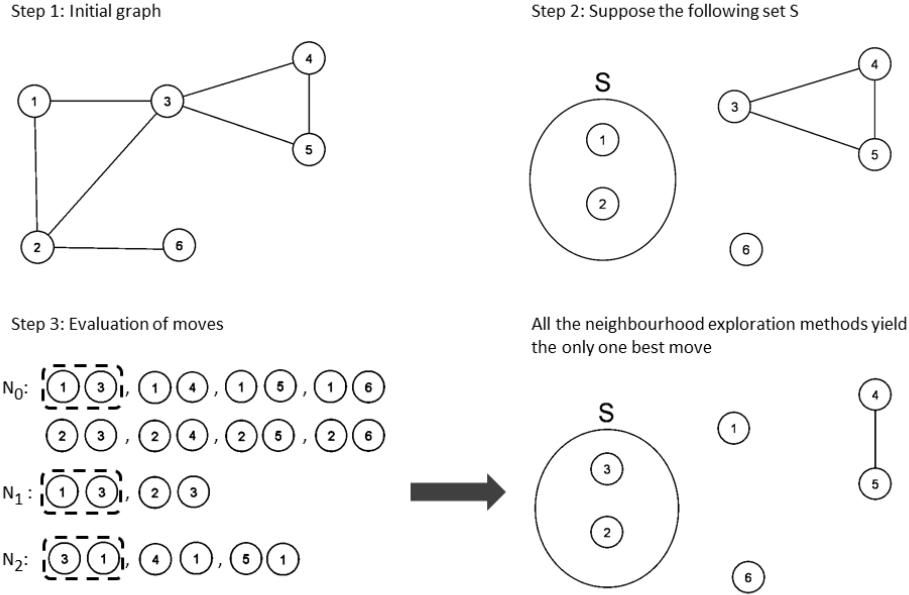 Step 1: Initial graph
1 3 4 5 2 6
Step 2: Suppose the following set S
S
1
2
3 4 5 6
Step 3: Evaluation of moves
N0: 1 3 , 1 4 , 1 5 , 1 6
2 3 , 2 4 , 2 5 , 2 6
N1 : 1 3 , 2 3
N2: 3 1 , 4 1 , 5 1
All the neighbourhood exploration methods yield
the only one best move
S
3
2
1 4 5 6